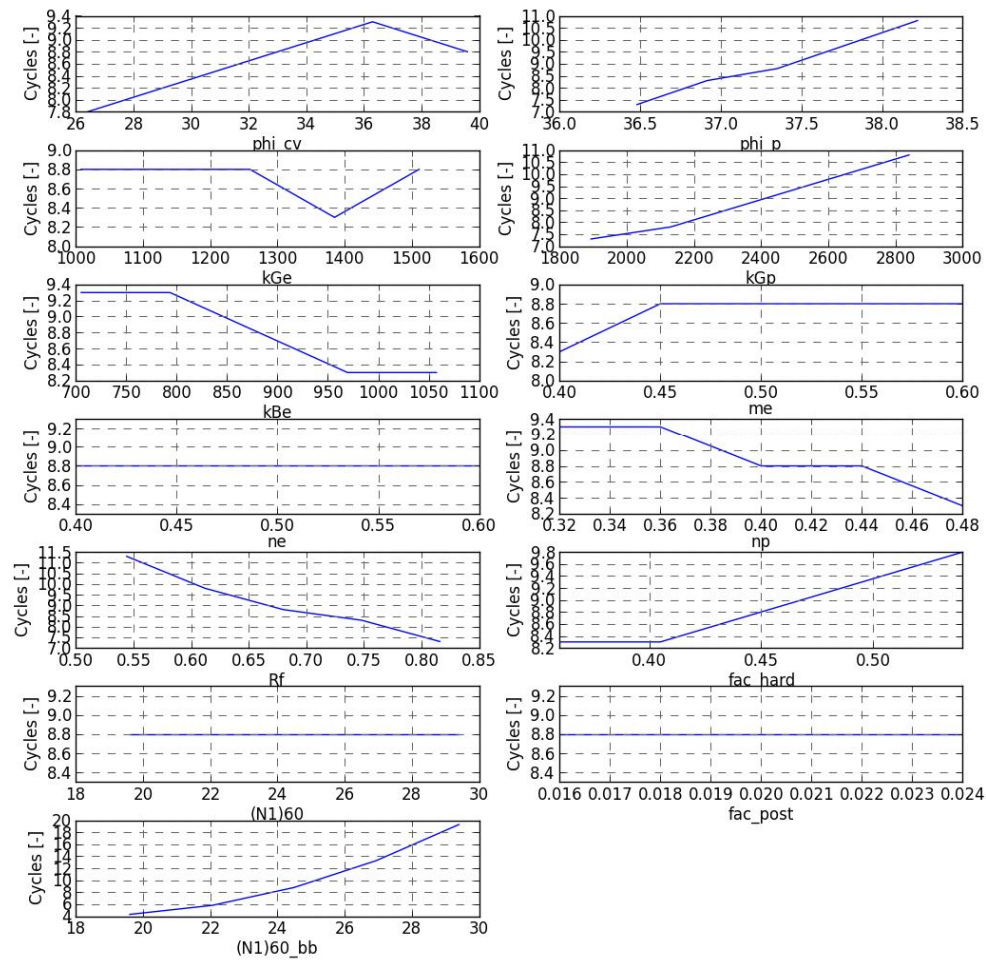 Cycles [-]
9.4
9.2
9.0
8.8
8.6
8.4
8.2
8.0
7.8
26 28 30 32 34 36 38 40
phi_cv
Cycles [-]
11.0
10.5
10.0
9.5
9.0
8.5
8.0
7.5
7.0
36.0 36.5 37.0 37.5 38.0 38.5
phi_p
Cycles [-]
9.0
8.8
8.6
8.4
8.2
8.0
1000 1100 1200 1300 1400 1500 1600
kGe
Cycles [-]
11.0
10.5
10.0
9.5
9.0
8.5
8.0
7.5
7.0
1800 2000 2200 2400 2600 2800 3000
kGp
Cycles [-]
9.4
9.2
9.0
8.8
8.6
8.4
8.2
700 750 800 850 900 950 1000 1050 1100
kBe
Cycles [-]
9.0
8.8
8.6
8.4
8.2
8.0
0.40 0.45 0.50 0.55 0.60
me
Cycles [-]
9.2
9.0
8.8
8.6
8.4
0.40 0.45 0.50 0.55 0.60
ne
Cycles [-]
9.4
9.2
9.0
8.8
8.6
8.4
8.2
0.32 0.34 0.36 0.38 0.40 0.42 0.44 0.46 0.48
np
Cycles [-]
11.5
11.0
10.5
10.0
9.5
9.0
8.5
8.0
7.5
7.0
0.50 0.55 0.60 0.65 0.70 0.75 0.80 0.85
Rf
Cycles [-]
9.8
9.6
9.4
9.2
9.0
8.8
8.6
8.4
8.2
0.40 0.45 0.50
fac_hard
Cycles [-]
9.2
9.0
8.8
8.6
8.4
18 20 22 24 26 28 30
(N1)60
Cycles [-]
9.2
9.0
8.8
8.6
8.4
0.016 0.017 0.018 0.019 0.020 0.021 0.022 0.023 0.024
fac_post
Cycles [-]
20
18
16
14
12
10
8
6
4
18 20 22 24 26 28 30
(N1)60_bb